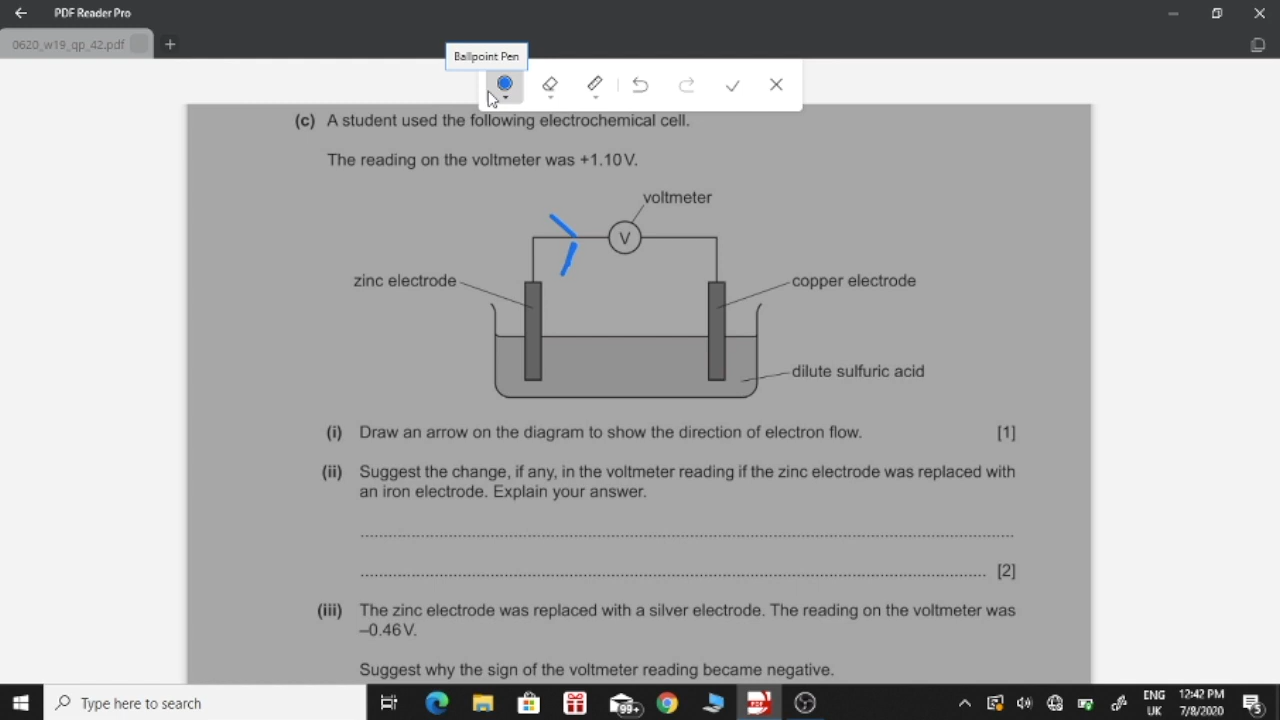 PDF Reader Pro
0620_w19_qp_42.pdf
Ballpoint Pen
(c) A student used the following electrochemical cell.
The reading on the voltmeter was +1.10 V.
voltmeter
V
zinc electrode
copper electrode
dilute sulfuric acid
(i) Draw an arrow on the diagram to show the direction of electron flow. [1]
(ii) Suggest the change, if any, in the voltmeter reading if the zinc electrode was replaced with
an iron electrode. Explain your answer.
[2]
(iii) The zinc electrode was replaced with a silver electrode. The reading on the voltmeter was
–0.46 V.
Suggest why the sign of the voltmeter reading became negative.
Type here to search
99+
PDF
ENG
UK
12:42 PM
7/8/2020
5